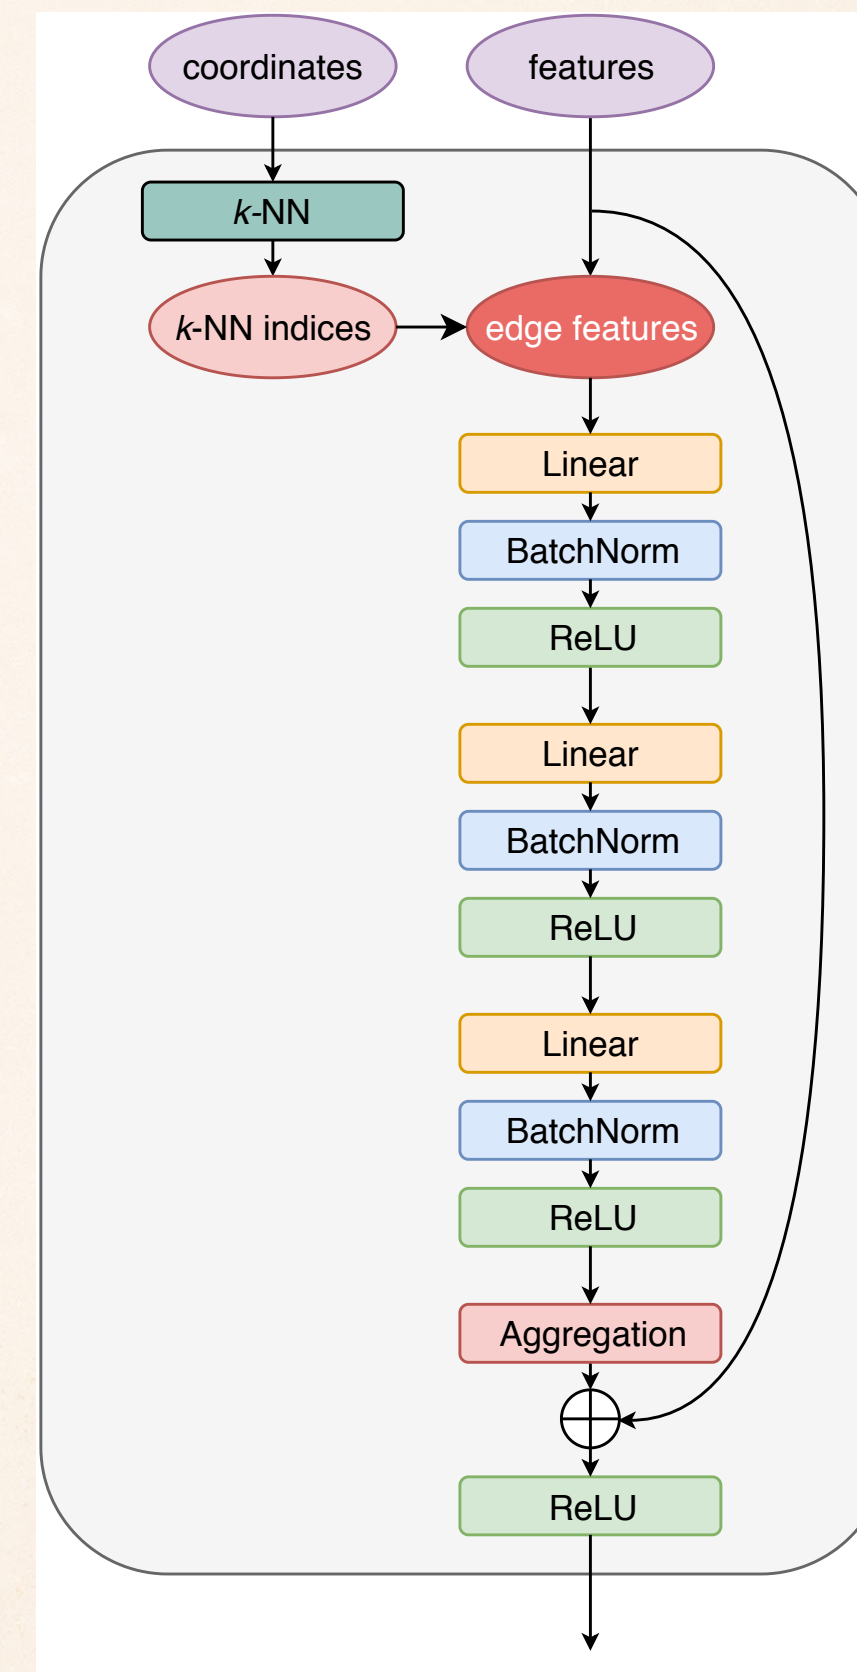 coordinates
features
k-NN
k-NN indices
edge features
Linear
BatchNorm
ReLU
Linear
BatchNorm
ReLU
Linear
BatchNorm
ReLU
Aggregation
ReLU